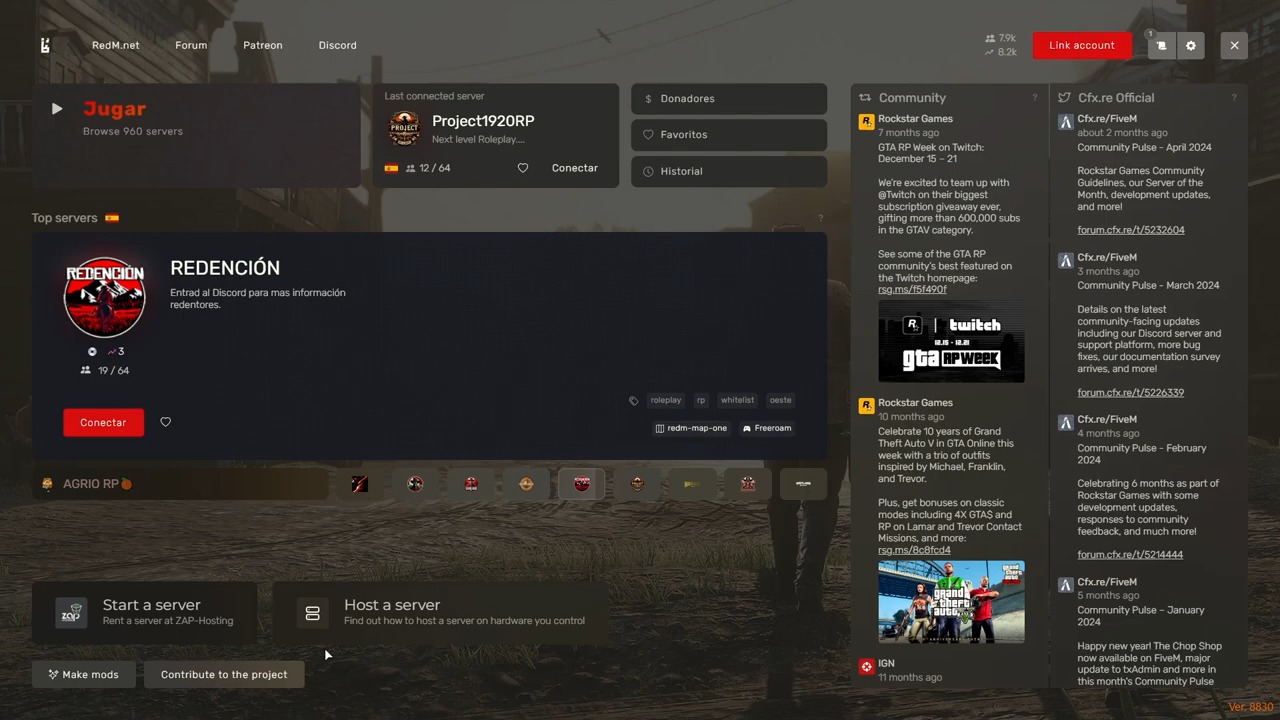 RedM.net
Forum
Patreon
Discord
7.9k
8.2k
Link account
1
Jugar
Browse 960 servers
Last connected server
PROJECT
Project1920RP
Next level Roleplay....
12 / 64
Conectar
Donadores
Favoritos
Historial
Top servers
?
REDENCIÓN
REDENCIÓN
Entrad al Discord para mas información
redentores.
3
19 / 64
Conectar
roleplay
rp
whitelist
oeste
redm-map-one
Freeroam
AGRIO RP
Start a server
Rent a server at ZAP-Hosting
ZAP
Host a server
Find out how to host a server on hardware you control
Make mods
Contribute to the project
Community
?
Rockstar Games
7 months ago
GTA RP Week on Twitch:
December 15 – 21
We're excited to team up with
@Twitch on their biggest
subscription giveaway ever,
gifting more than 600,000 subs
in the GTAV category.
See some of the GTA RP
community's best featured on
the Twitch homepage:
rsg.ms/f5f490f
R twitch
12.15 - 12.21
gta RP WEEK
Rockstar Games
10 months ago
Celebrate 10 years of Grand
Theft Auto V in GTA Online this
week with a trio of outfits
inspired by Michael, Franklin,
and Trevor.
Plus, get bonuses on classic
modes including 4X GTA$ and
RP on Lamar and Trevor Contact
Missions, and more:
rsg.ms/8c8fcd4
grand
theft
auto
IGN
11 months ago
Cfx.re Official
?
Cfx.re/FiveM
about 2 months ago
Community Pulse - April 2024
Rockstar Games Community
Guidelines, our Server of the
Month, development updates,
and more!
forum.cfx.re/t/5232604
Cfx.re/FiveM
3 months ago
Community Pulse - March 2024
Details on the latest
community-facing updates
including our Discord server and
support platform, more bug
fixes, our documentation survey
arrives, and more!
forum.cfx.re/t/5226339
Cfx.re/FiveM
4 months ago
Community Pulse - February
2024
Celebrating 6 months as part of
Rockstar Games with some
development updates,
responses to community
feedback, and much more!
forum.cfx.re/t/5214444
Cfx.re/FiveM
5 months ago
Community Pulse – January
2024
Happy new year! The Chop Shop
now available on FiveM, major
update to txAdmin and more in
this month's Community Pulse
Ver. 8830